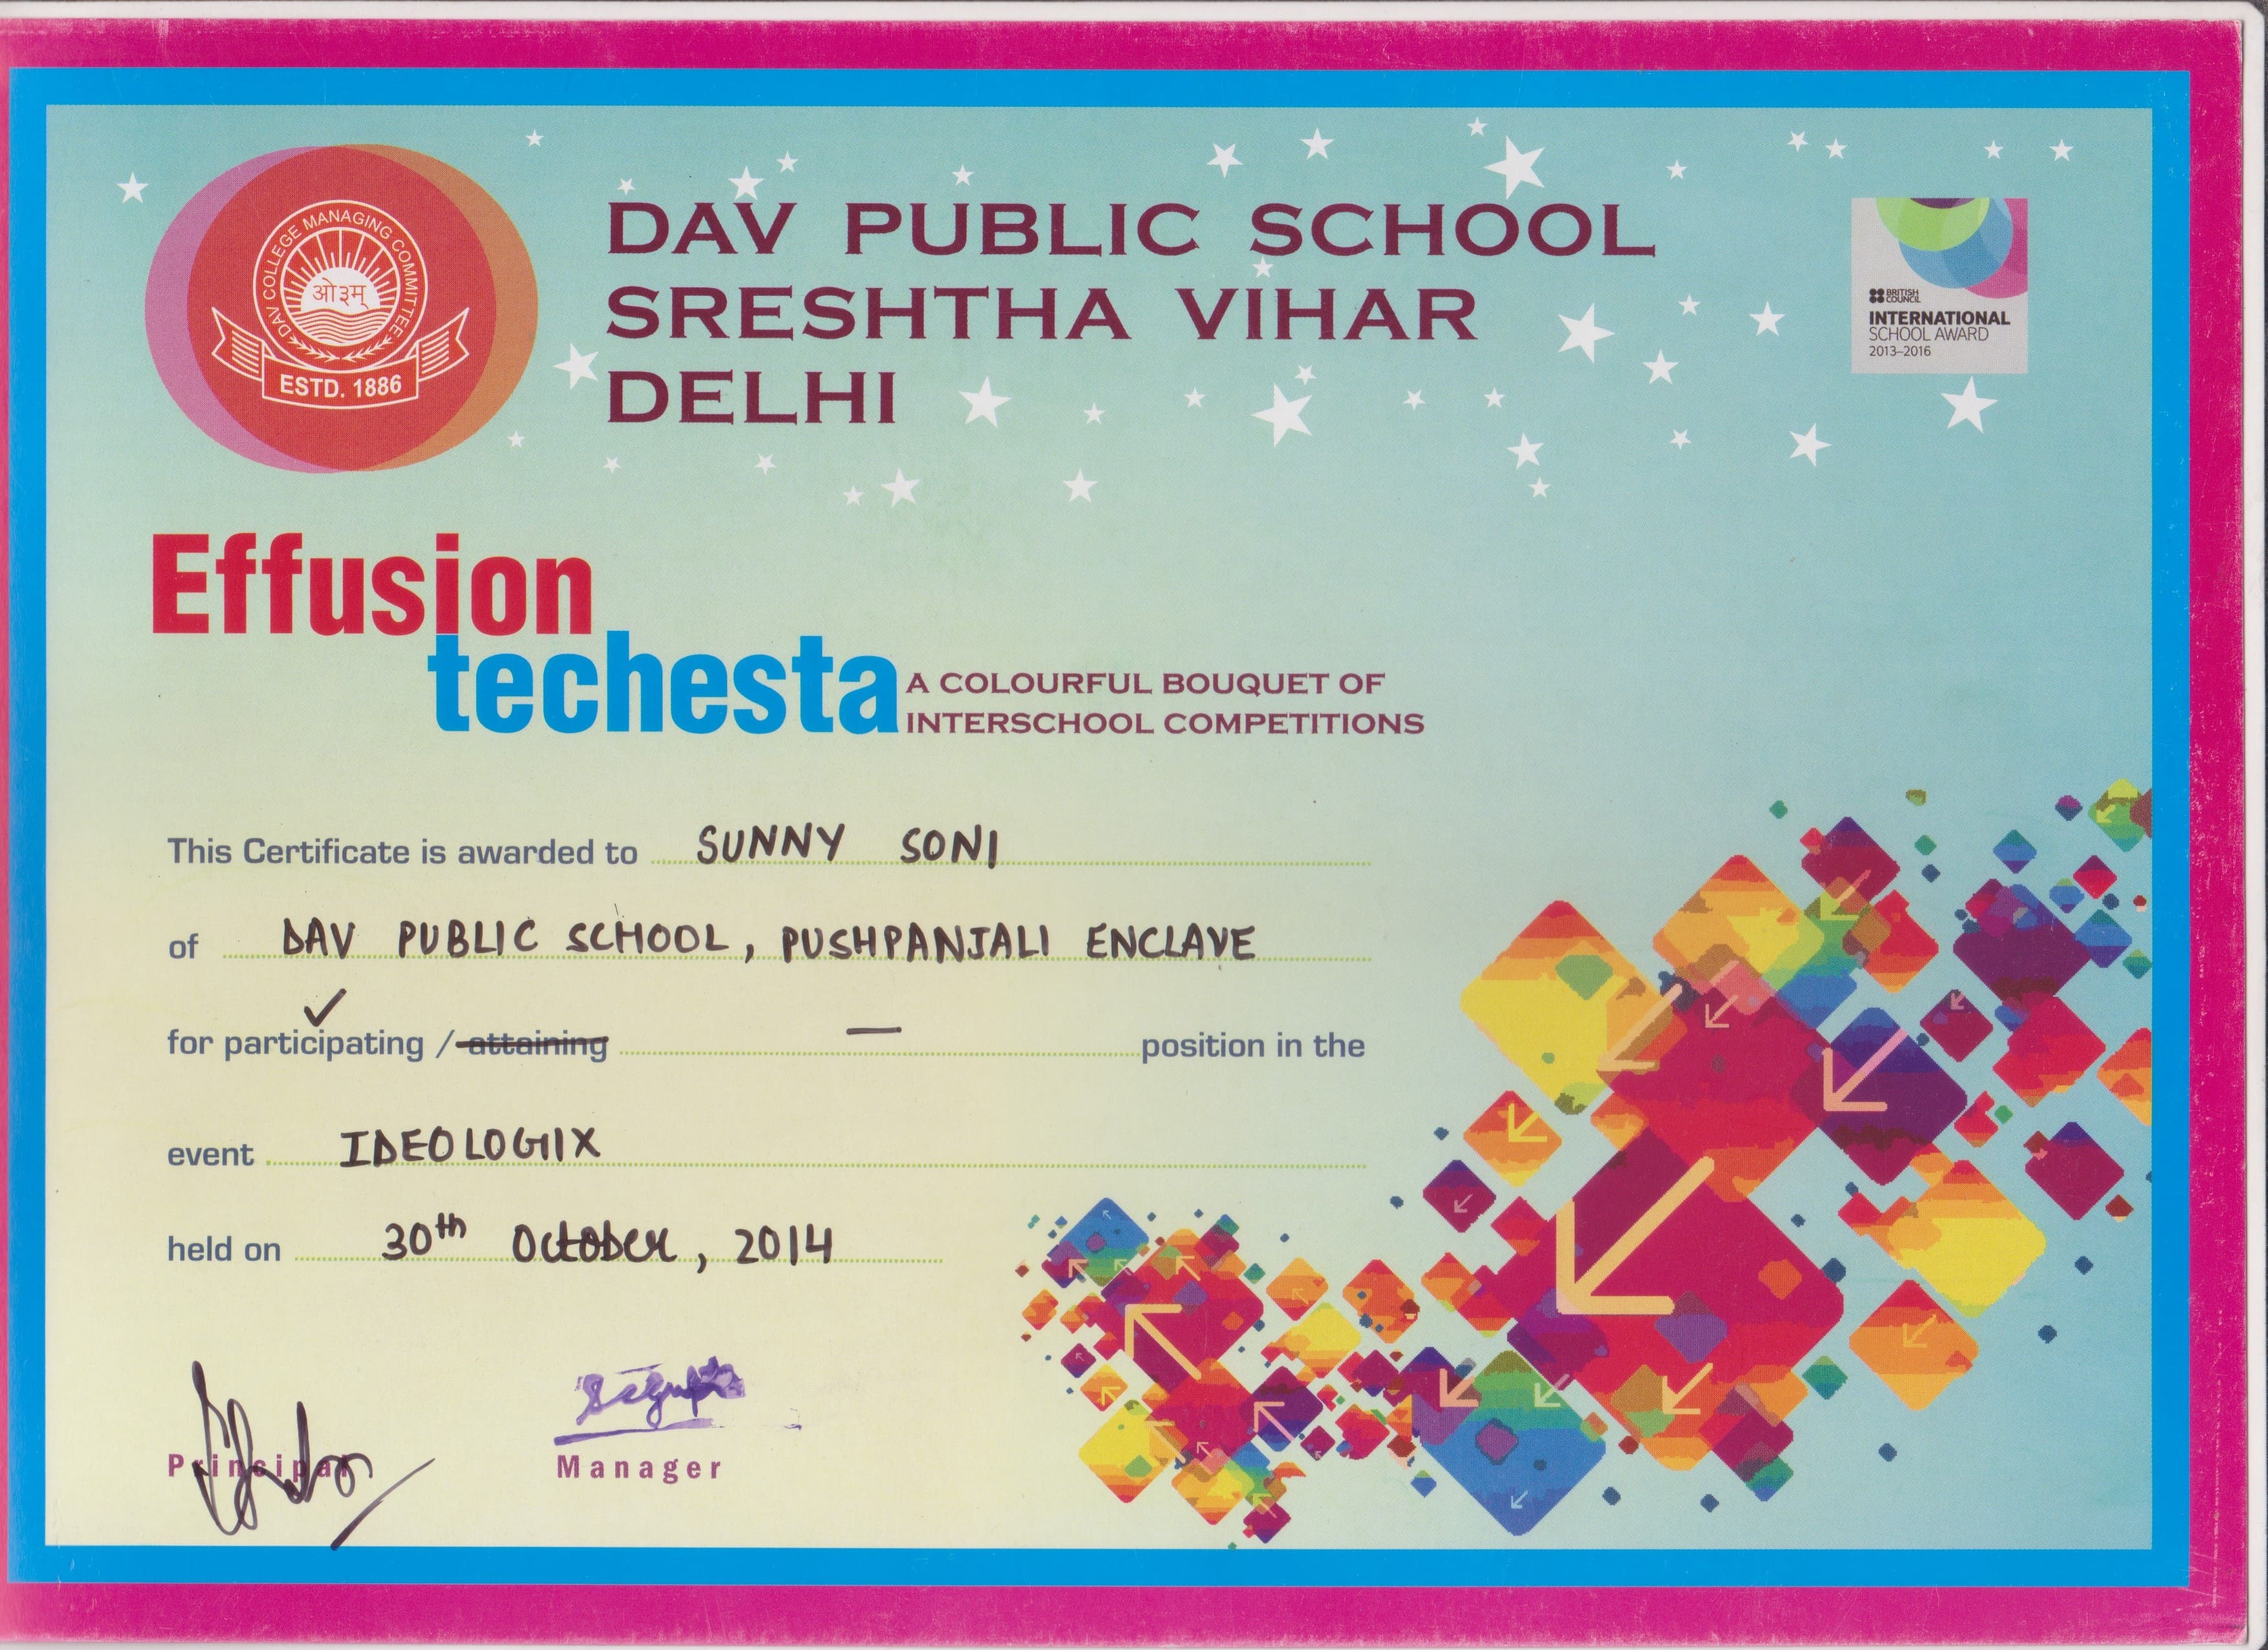 DAV COLLEGE MANAGING COMMITTEE
ओ३म्
ESTD. 1886
DAV PUBLIC SCHOOL
SRESHTHA VIHAR
DELHI
BRITISH
COUNCIL
INTERNATIONAL
SCHOOL AWARD
2013–2016
Effusion
techesta
A COLOURFUL BOUQUET OF
INTERSCHOOL COMPETITIONS
This Certificate is awarded to SUNNY SONI
of DAV PUBLIC SCHOOL, PUSHPANJALI ENCLAVE
for participating / attaining — position in the
event IDEOLOGIIX
held on 30th October, 2014
Principal
Manager